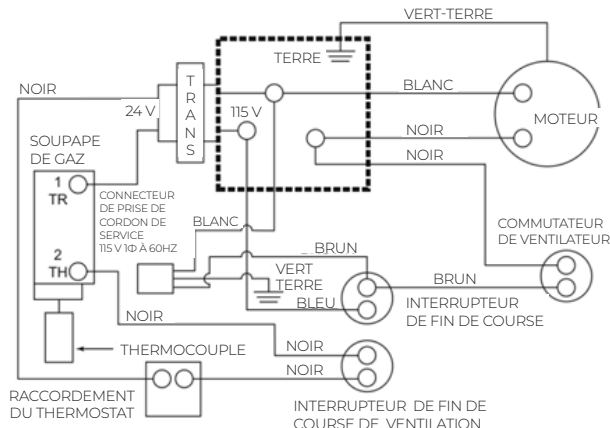 VERT-TERRE
TERRE
NOIR
T
R
A
N
S
24 V
115 V
BLANC
MOTEUR
NOIR
NOIR
SOUPAPE
DE GAZ
1
TR
2
TH
CONNECTEUR
DE PRISE DE
CORDON DE
SERVICE
115 V 1Φ À 60HZ
BLANC
COMMUTATEUR
DE VENTILATEUR
BRUN
VERT
TERRE
BRUN
BLEU
INTERRUPTEUR
DE FIN DE COURSE
NOIR
THERMOCOUPLE
NOIR
NOIR
RACCORDEMENT
DU THERMOSTAT
INTERRUPTEUR DE FIN DE
COURSE DE VENTILATION